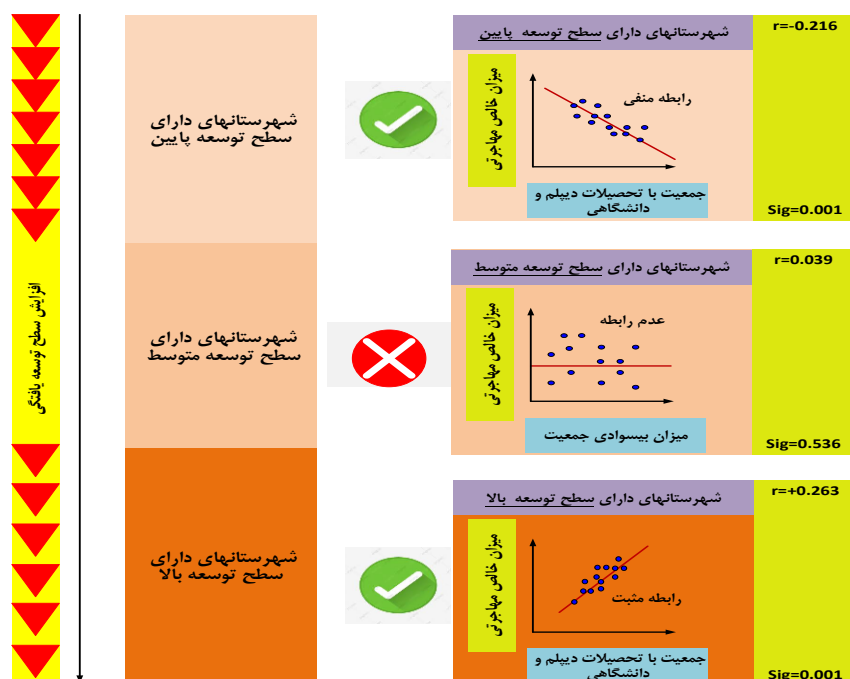 افزایش سطح توسعه یافتگی
شهرستانهای دارای
سطح توسعه پایین
شهرستانهای دارای
سطح توسعه متوسط
شهرستانهای دارای
سطح توسعه بالا
شهرستانهای دارای سطح توسعه پایین
r=-0.216
میزان خالص مهاجرتی
رابطه منفی
جمعیت با تحصیلات دیپلم و
دانشگاهی
Sig=0.001
شهرستانهای دارای سطح توسعه متوسط
r=0.039
میزان خالص مهاجرتی
عدم رابطه
میزان بیسوادی جمعیت
Sig=0.536
شهرستانهای دارای سطح توسعه بالا
r=+0.263
میزان خالص مهاجرتی
رابطه مثبت
جمعیت با تحصیلات دیپلم و
دانشگاهی
Sig=0.001